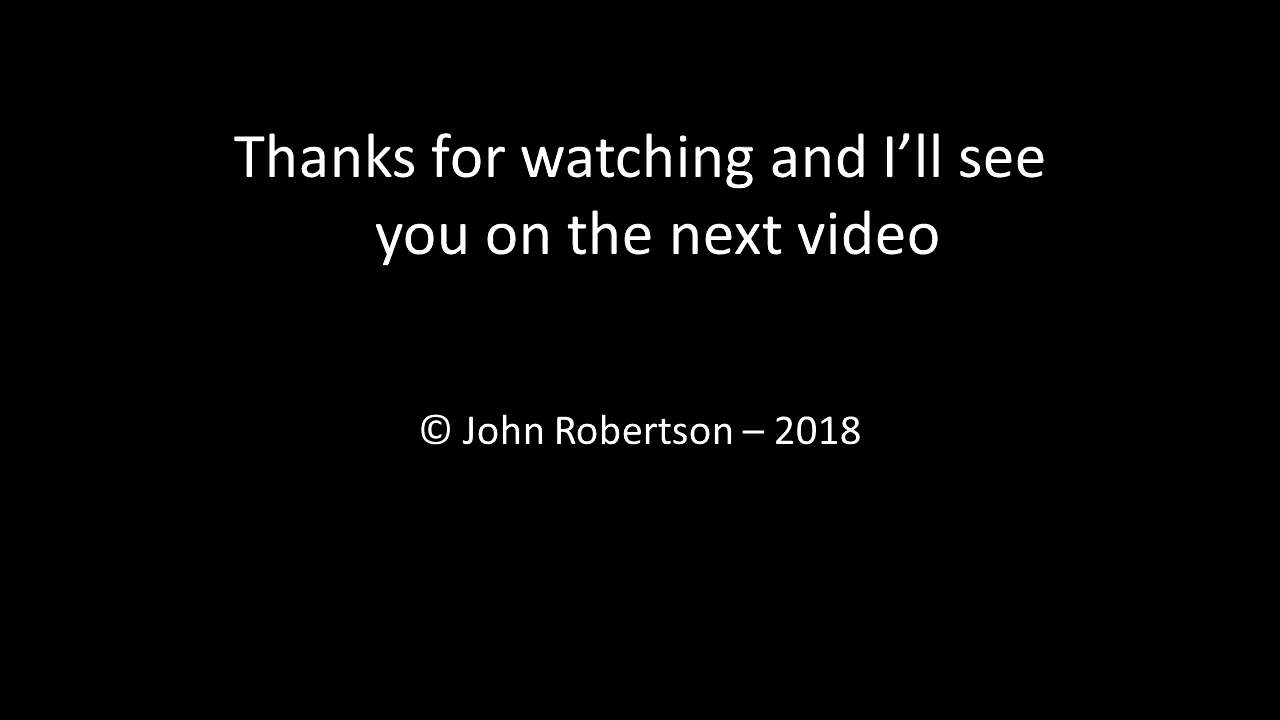 Thanks for watching and I’ll see
you on the next video
© John Robertson – 2018